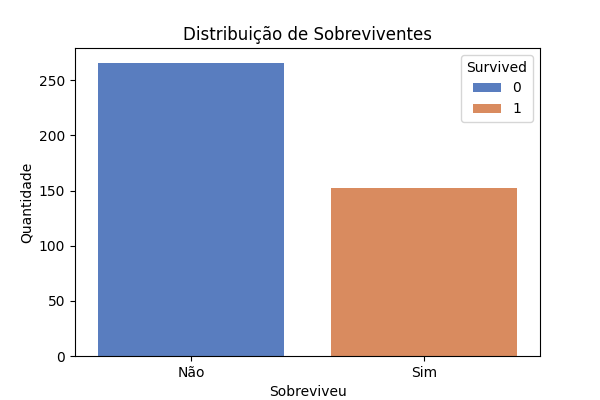 Distribuição de Sobreviventes
Survived
0
1
250
200
150
100
50
0
Quantidade
Não
Sim
Sobreviveu